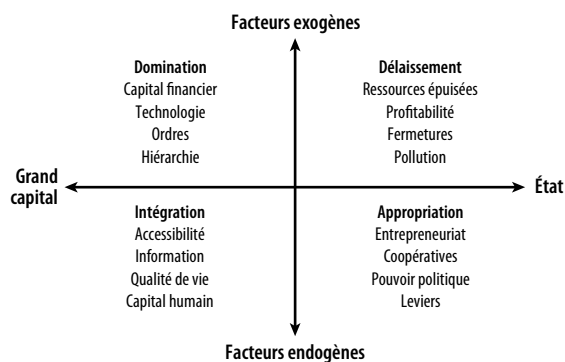 Facteurs exogènes
Domination
Capital financier
Technologie
Ordres
Hiérarchie
Délaissement
Ressources épuisées
Profitabilité
Fermetures
Pollution
Grand
capital
État
Intégration
Accessibilité
Information
Qualité de vie
Capital humain
Appropriation
Entrepreneuriat
Coopératives
Pouvoir politique
Leviers
Facteurs endogènes